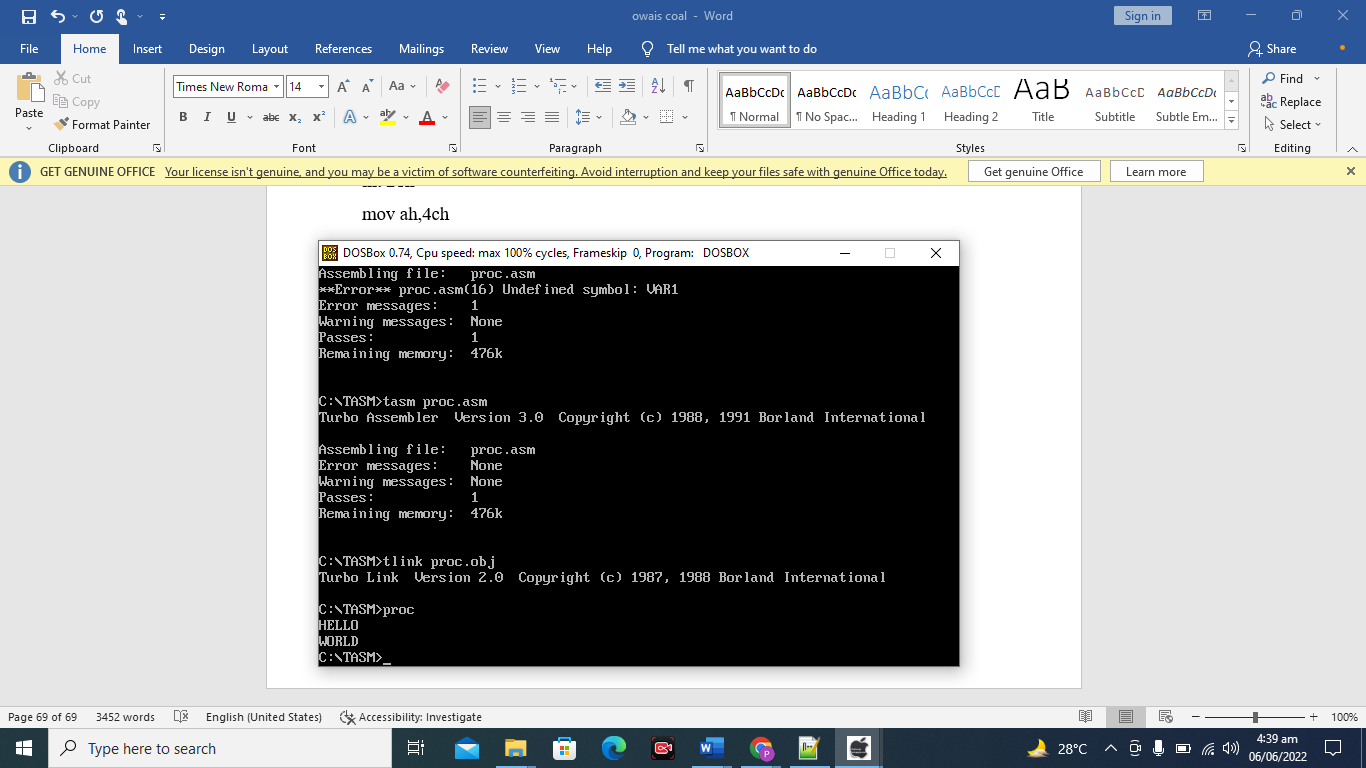 owais coal - Word
Sign in
File Home Insert Design Layout References Mailings Review View Help Tell me what you want to do Share
Paste Cut Copy Format Painter
Times New Roma 14
Aa
B I U abc x₂ x² A ab A
AaBbCcDc AaBbCcDc AaBbCc AaBbCcD AaB AaBbCcD AaBbCcDc
¶ Normal ¶ No Spac... Heading 1 Heading 2 Title Subtitle Subtle Em...
Find
Replace
Select
Clipboard Font Paragraph Styles Editing
GET GENUINE OFFICE Your license isn't genuine, and you may be a victim of software counterfeiting. Avoid interruption and keep your files safe with genuine Office today. Get genuine Office Learn more
mov ah,4ch
DOSBox 0.74, Cpu speed: max 100% cycles, Frameskip 0, Program: DOSBOX
Assembling file: proc.asm
**Error** proc.asm(16) Undefined symbol: VAR1
Error messages: 1
Warning messages: None
Passes: 1
Remaining memory: 476k
C:\TASM>tasm proc.asm
Turbo Assembler Version 3.0 Copyright (c) 1988, 1991 Borland International
Assembling file: proc.asm
Error messages: None
Warning messages: None
Passes: 1
Remaining memory: 476k
C:\TASM>tlink proc.obj
Turbo Link Version 2.0 Copyright (c) 1987, 1988 Borland International
C:\TASM>proc
HELLO
WORLD
C:\TASM>_
Page 69 of 69 3452 words English (United States) Accessibility: Investigate 100%
Type here to search
28°C
4:39 am
06/06/2022